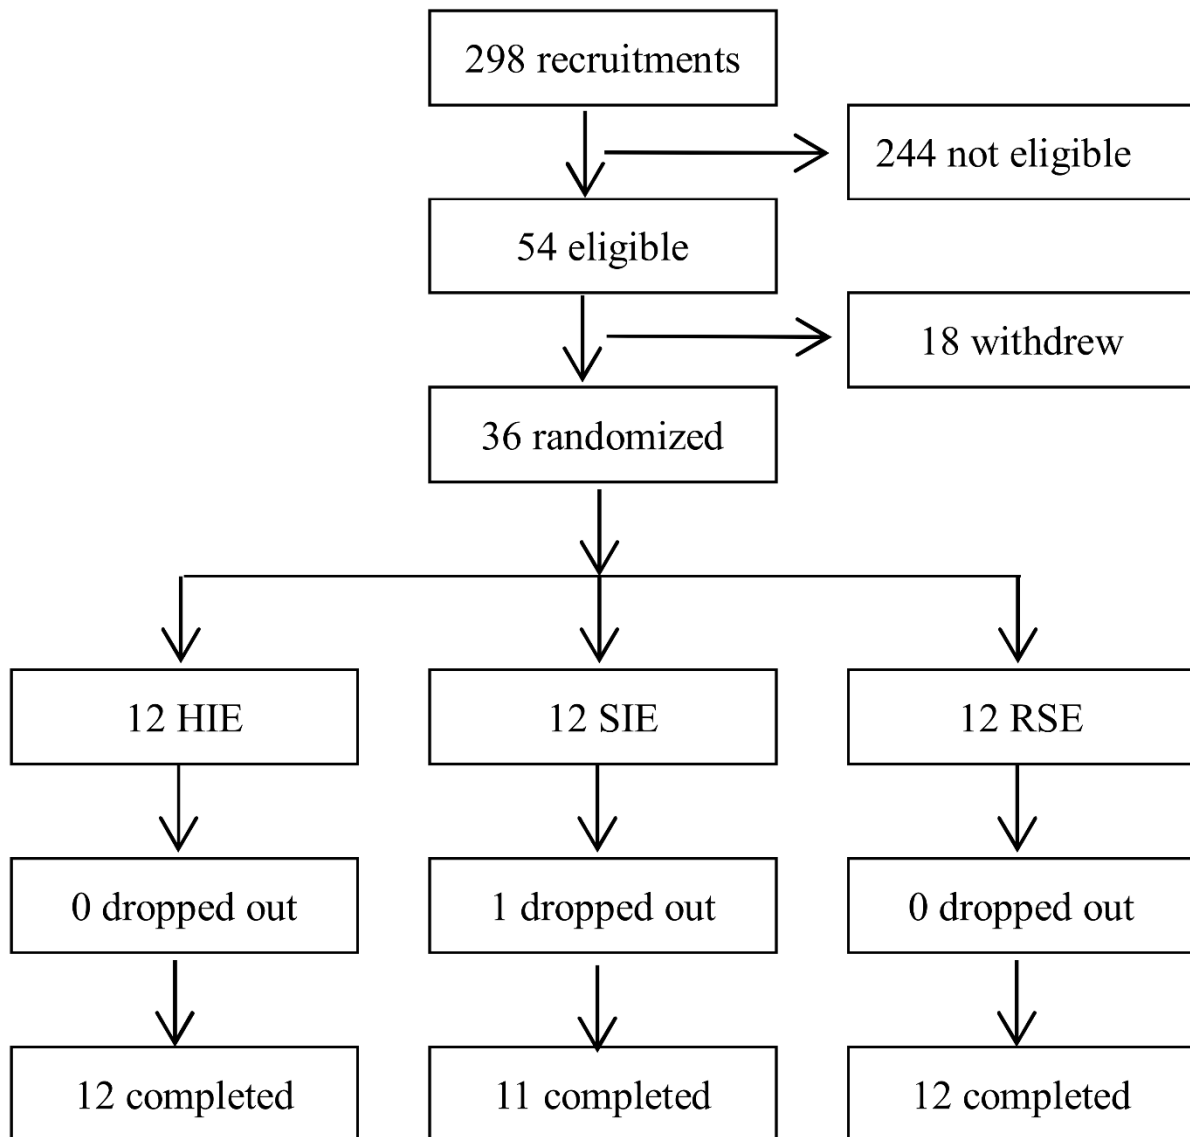 298 recruitments
244 not eligible
54 eligible
18 withdrew
36 randomized
12 HIE
12 SIE
12 RSE
0 dropped out
1 dropped out
0 dropped out
12 completed
11 completed
12 completed